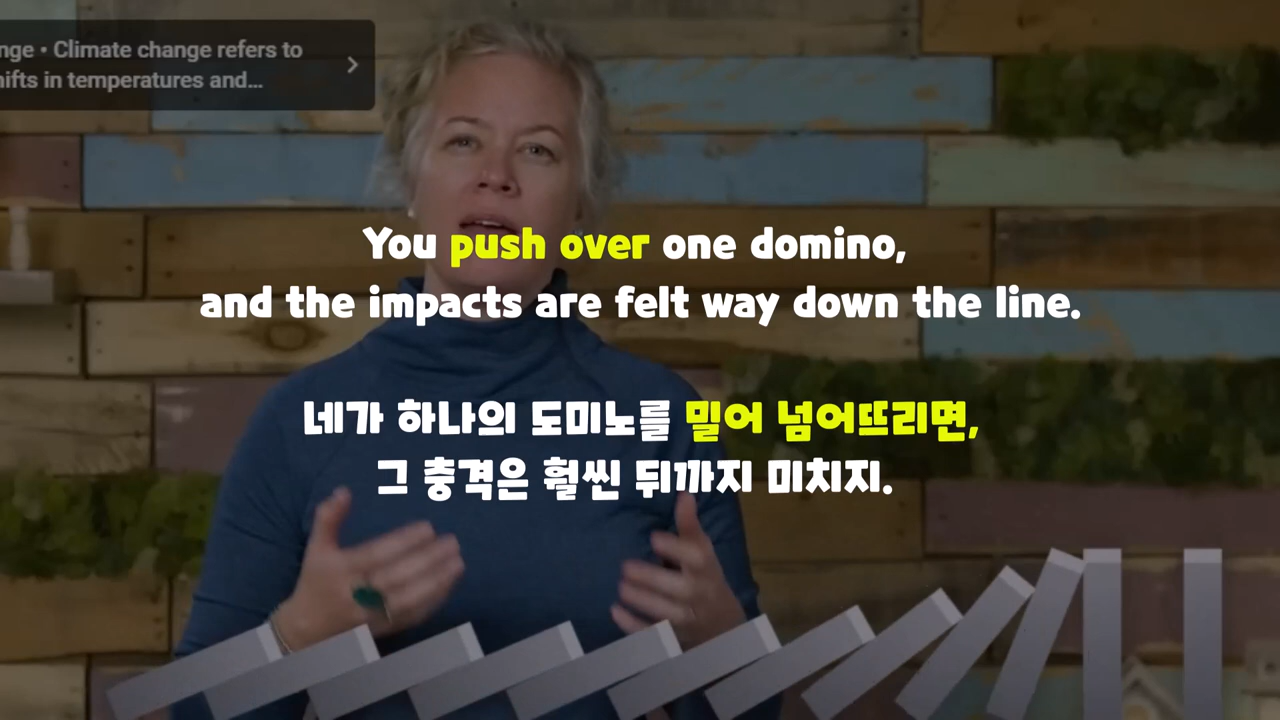 nge • Climate change refers to
hifts in temperatures and...
You push over one domino,
and the impacts are felt way down the line.
네가 하나의 도미노를 밀어 넘어뜨리면,
그 충격은 훨씬 뒤까지 미치지.